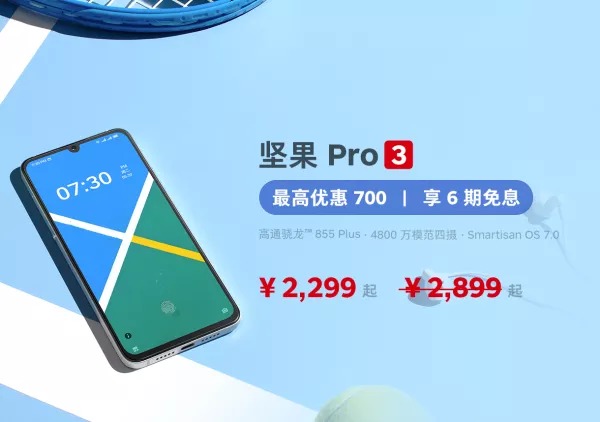 坚果 Pro 3
最高优惠 700 | 享 6 期免息
高通骁龙™ 855 Plus · 4800 万模范四摄 · Smartisan OS 7.0
¥ 2,299 起 ¥ 2,899 起
07:30